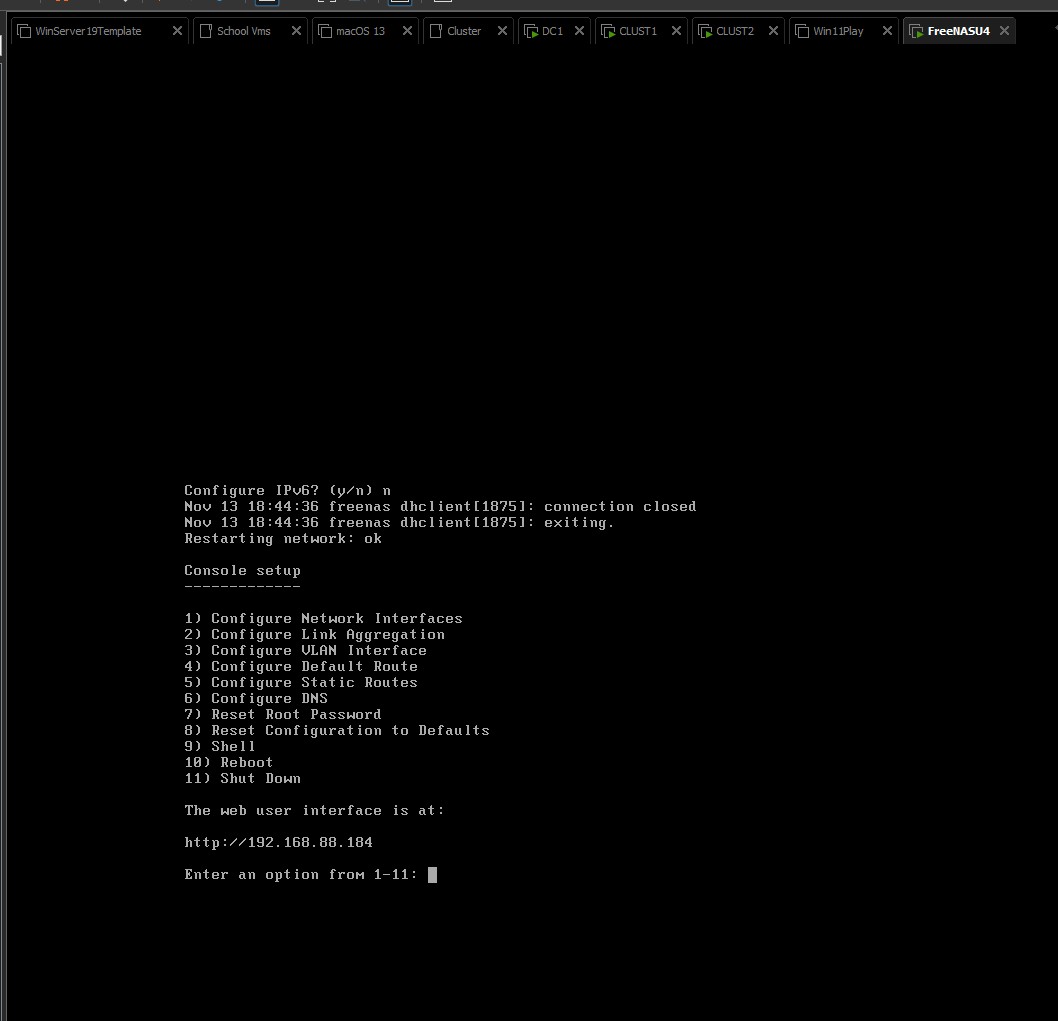 WinServer19Template School Vms macOS 13 Cluster DC1 CLUST1 CLUST2 Win11Play FreeNASU4
Configure IPv6? (y/n) n
Nov 13 18:44:36 freenas dhclient[1875]: connection closed
Nov 13 18:44:36 freenas dhclient[1875]: exiting.
Restarting network: ok
Console setup
-------------
1) Configure Network Interfaces
2) Configure Link Aggregation
3) Configure VLAN Interface
4) Configure Default Route
5) Configure Static Routes
6) Configure DNS
7) Reset Root Password
8) Reset Configuration to Defaults
9) Shell
10) Reboot
11) Shut Down
The web user interface is at:
http://192.168.88.184
Enter an option from 1-11: